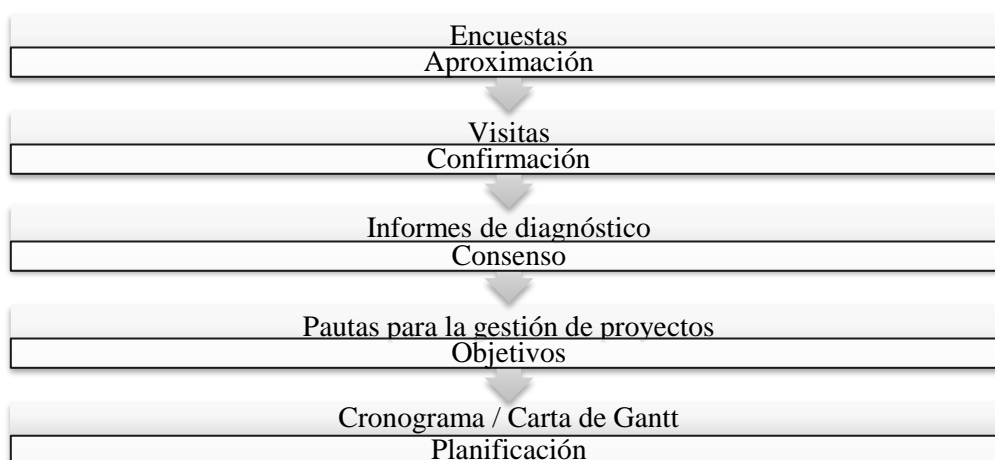 Encuestas
Aproximación
Visitas
Confirmación
Informes de diagnóstico
Consenso
Pautas para la gestión de proyectos
Objetivos
Cronograma / Carta de Gantt
Planificación